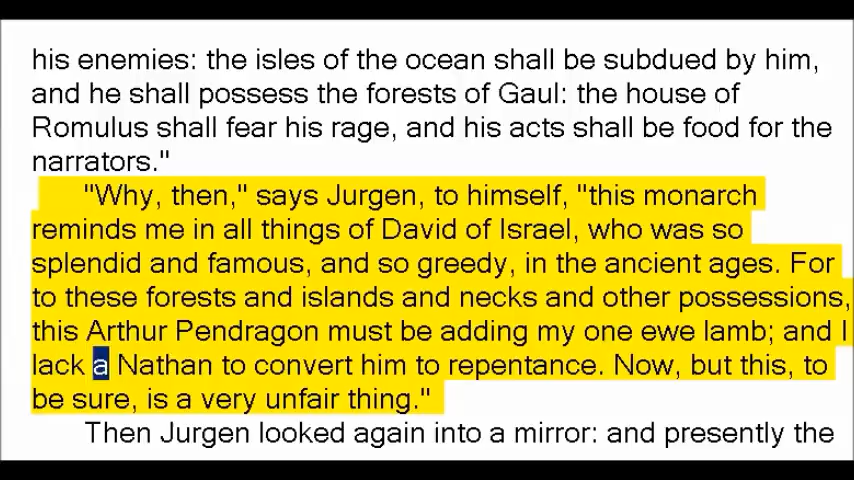 his enemies: the isles of the ocean shall be subdued by him,
and he shall possess the forests of Gaul: the house of
Romulus shall fear his rage, and his acts shall be food for the
narrators."
"Why, then," says Jurgen, to himself, "this monarch
reminds me in all things of David of Israel, who was so
splendid and famous, and so greedy, in the ancient ages. For
to these forests and islands and necks and other possessions,
this Arthur Pendragon must be adding my one ewe lamb; and I
lack a Nathan to convert him to repentance. Now, but this, to
be sure, is a very unfair thing."
Then Jurgen looked again into a mirror: and presently the